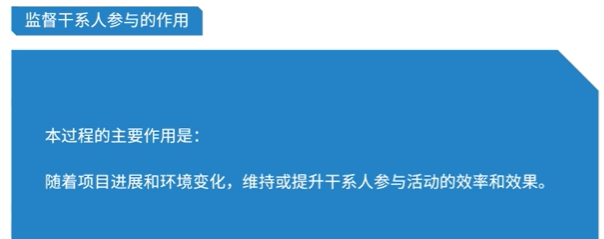 监督干系人参与的作用
本过程的主要作用是：
随着项目进展和环境变化，维持或提升干系人参与活动的效率和效果。